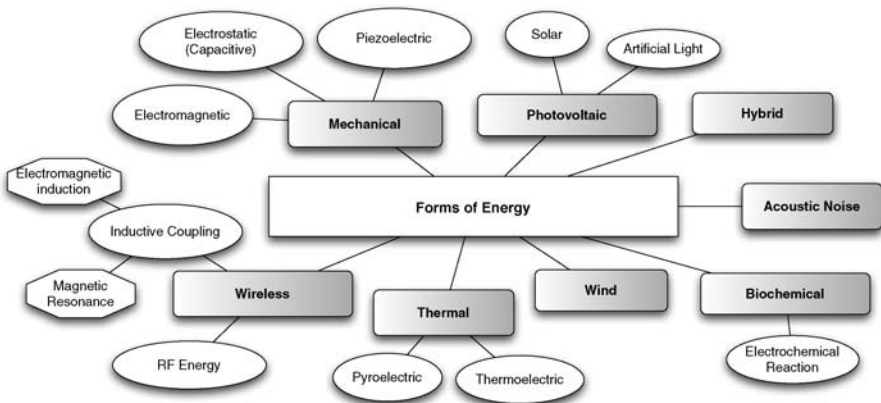 Electrostatic
(Capacitive)
Piezoelectric
Solar
Artificial Light
Electromagnetic
Mechanical
Photovoltaic
Hybrid
Electromagnetic
induction
Forms of Energy
Acoustic Noise
Inductive Coupling
Magnetic
Resonance
Wireless
Thermal
Wind
Biochemical
RF Energy
Pyroelectric
Thermoelectric
Electrochemical
Reaction